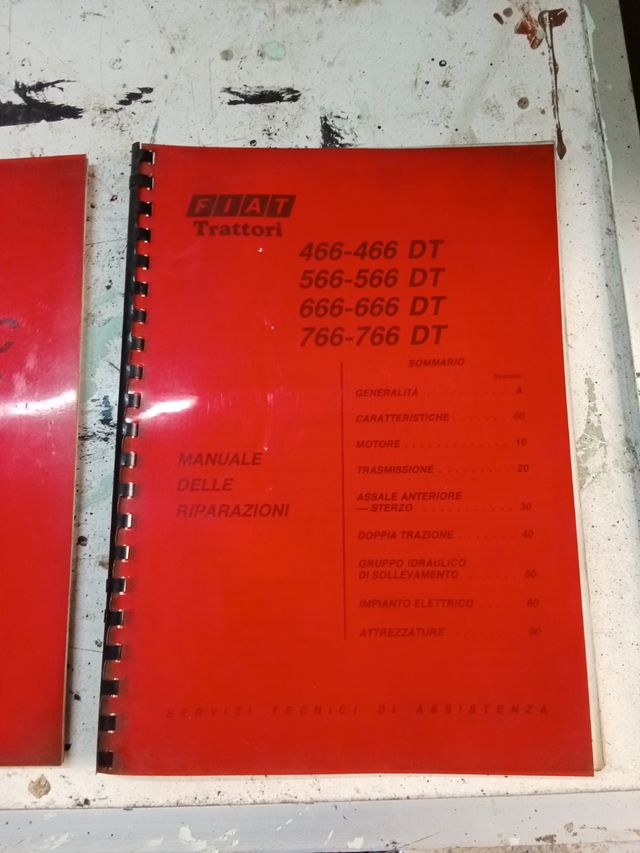 FIAT
Trattori
466-466 DT
566-566 DT
666-666 DT
766-766 DT
SOMMARIO
Sezione
GENERALITÀ . . . . . . . . . . A
CARATTERISTICHE . . . . . . . 00
MOTORE . . . . . . . . . . . . 10
TRASMISSIONE . . . . . . . . 20
ASSALE ANTERIORE
— STERZO . . . . . . . . . . . 30
DOPPIA TRAZIONE . . . . . . . 40
GRUPPO IDRAULICO
DI SOLLEVAMENTO . . . . . . 50
IMPIANTO ELETTRICO . . . . 60
ATTREZZATURE . . . . . . . . 90
MANUALE
DELLE
RIPARAZIONI
SERVIZI TECNICI DI ASSISTENZA